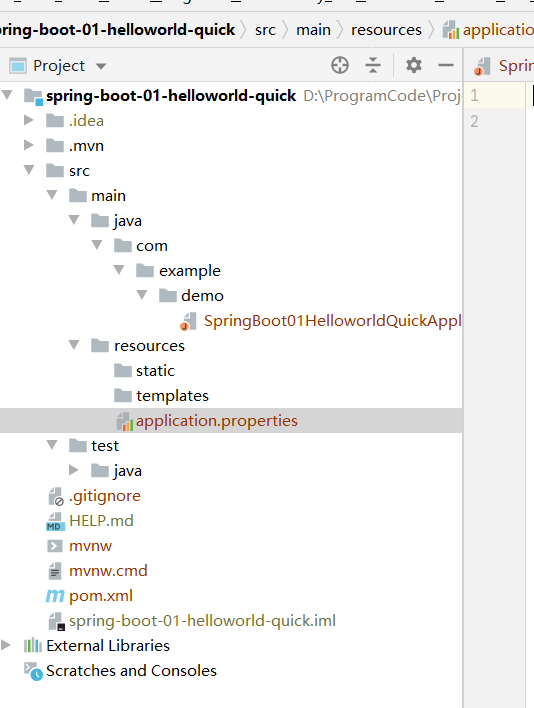 ring-boot-01-helloworld-quick src main resources application
Project Sprin
spring-boot-01-helloworld-quick D:\ProgramCode\Proj
1
.idea
2
.mvn
src
main
java
com
example
demo
SpringBoot01HelloworldQuickAppl
resources
static
templates
application.properties
test
java
.gitignore
HELP.md
mvnw
mvnw.cmd
pom.xml
spring-boot-01-helloworld-quick.iml
External Libraries
Scratches and Consoles